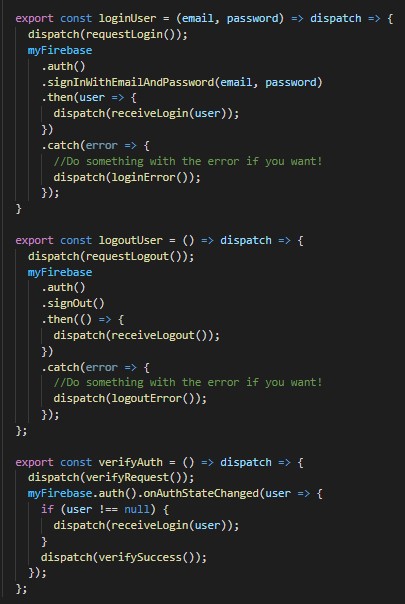 export const loginUser = (email, password) => dispatch => {
  dispatch(requestLogin());
  myFirebase
    .auth()
    .signInWithEmailAndPassword(email, password)
    .then(user => {
      dispatch(receiveLogin(user));
    })
    .catch(error => {
      //Do something with the error if you want!
      dispatch(loginError());
    });
}

export const logoutUser = () => dispatch => {
  dispatch(requestLogout());
  myFirebase
    .auth()
    .signOut()
    .then(() => {
      dispatch(receiveLogout());
    })
    .catch(error => {
      //Do something with the error if you want!
      dispatch(logoutError());
    });
};

export const verifyAuth = () => dispatch => {
  dispatch(verifyRequest());
  myFirebase.auth().onAuthStateChanged(user => {
    if (user !== null) {
      dispatch(receiveLogin(user));
    }
    dispatch(verifySuccess());
  });
};